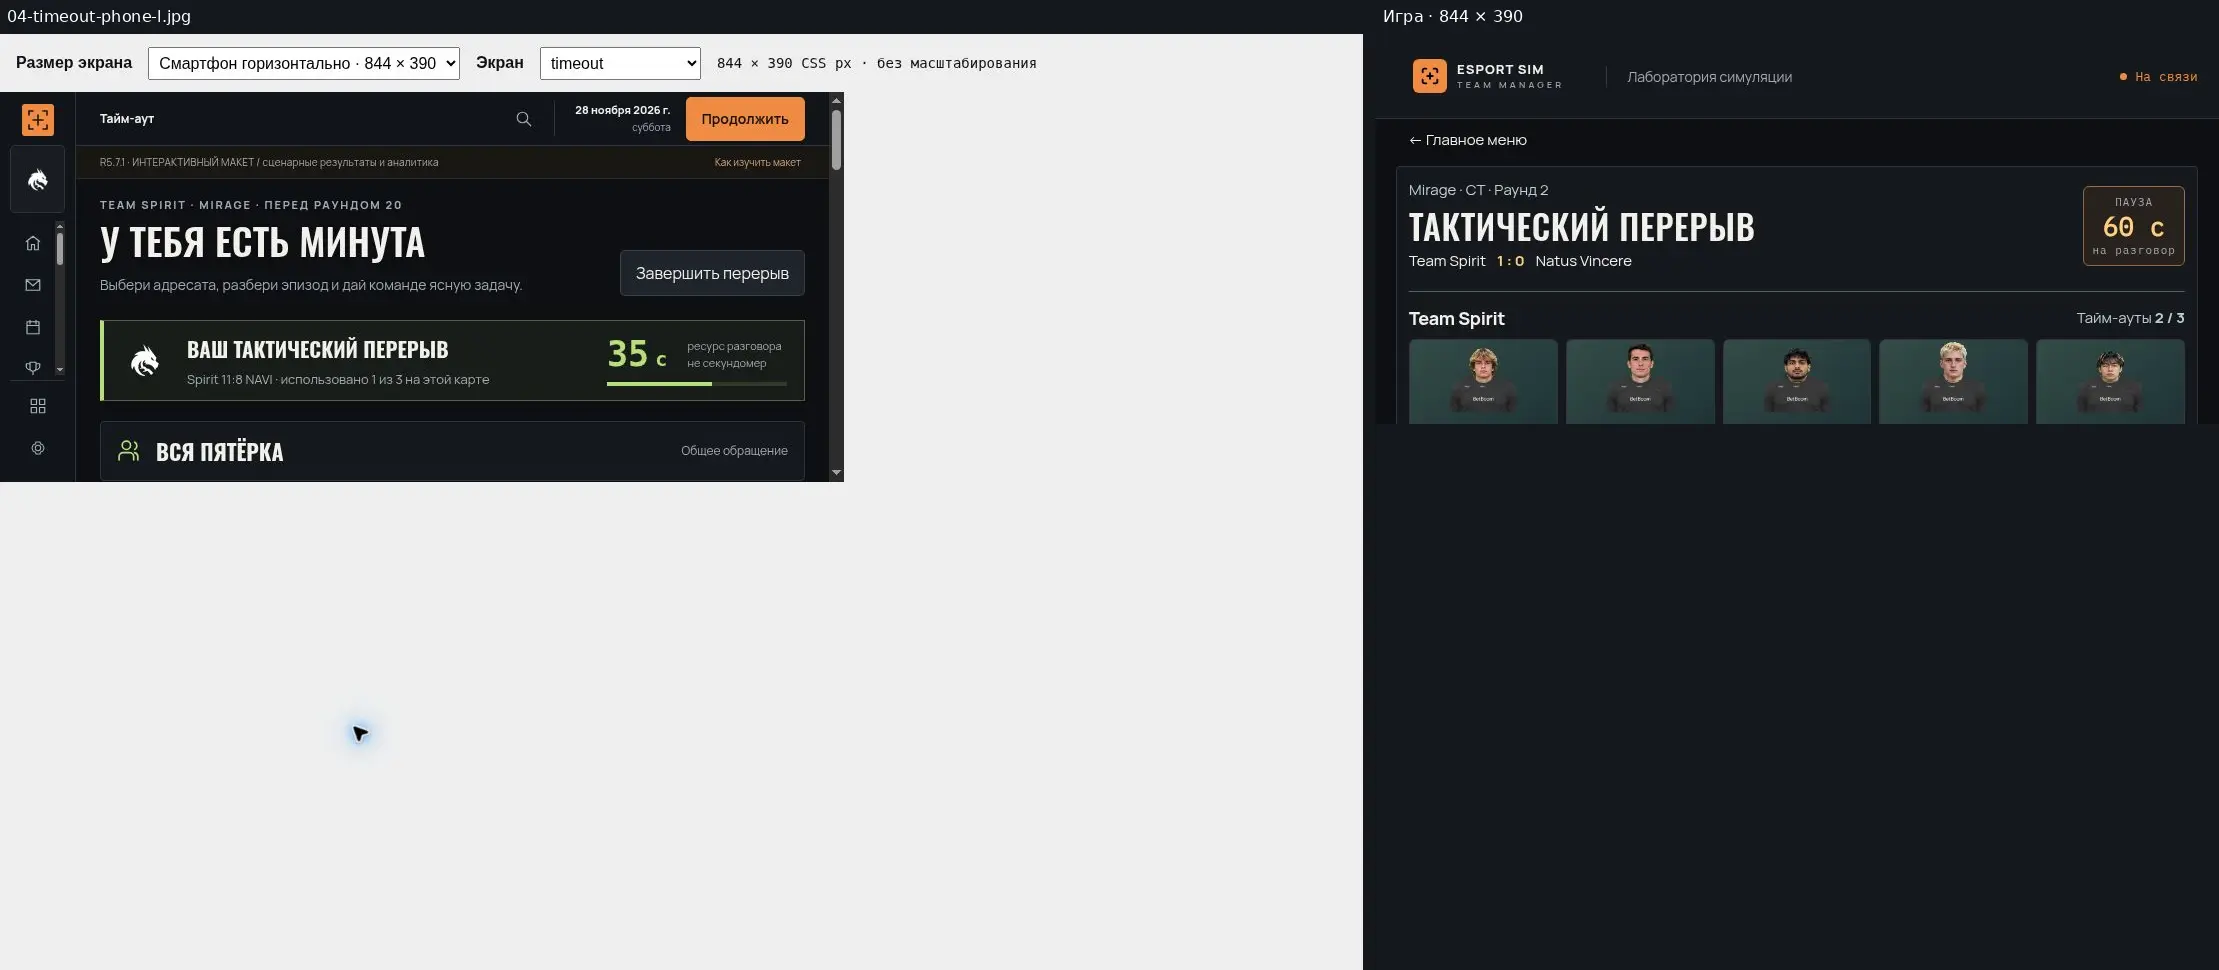 04-timeout-phone-l.jpg
Размер экрана
Смартфон горизонтально · 844 × 390
Экран
timeout
844 × 390 CSS px · без масштабирования
Тайм-аут
28 ноября 2026 г.
суббота
Продолжить
R5.7.1 · ИНТЕРАКТИВНЫЙ МАКЕТ / сценарные результаты и аналитика
Как изучить макет
TEAM SPIRIT · MIRAGE · ПЕРЕД РАУНДОМ 20
У ТЕБЯ ЕСТЬ МИНУТА
Выбери адресата, разбери эпизод и дай команде ясную задачу.
Завершить перерыв
ВАШ ТАКТИЧЕСКИЙ ПЕРЕРЫВ
Spirit 11:8 NAVI · использовано 1 из 3 на этой карте
35 с
ресурс разговора
не секундомер
ВСЯ ПЯТЁРКА
Общее обращение
Игра · 844 × 390
ESPORT SIM
TEAM MANAGER
Лаборатория симуляции
На связи
← Главное меню
Mirage · CT · Раунд 2
ТАКТИЧЕСКИЙ ПЕРЕРЫВ
Team Spirit 1 : 0 Natus Vincere
ПАУЗА
60 с
на разговор
Team Spirit
Тайм-ауты 2 / 3
BetBoom
BetBoom
BetBoom
BetBoom
BetBoom